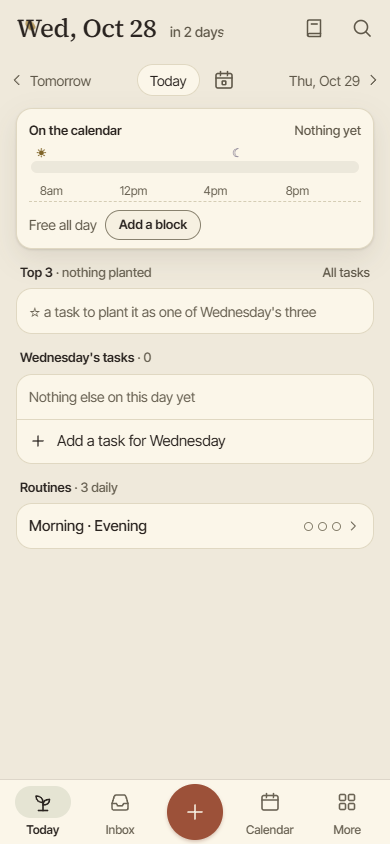 Wed, Oct 28 in 2 days
Tomorrow Today Thu, Oct 29
On the calendar Nothing yet
8am 12pm 4pm 8pm
Free all day Add a block
Top 3 · nothing planted All tasks
☆ a task to plant it as one of Wednesday's three
Wednesday's tasks · 0
Nothing else on this day yet
+ Add a task for Wednesday
Routines · 3 daily
Morning · Evening
Today Inbox Calendar More